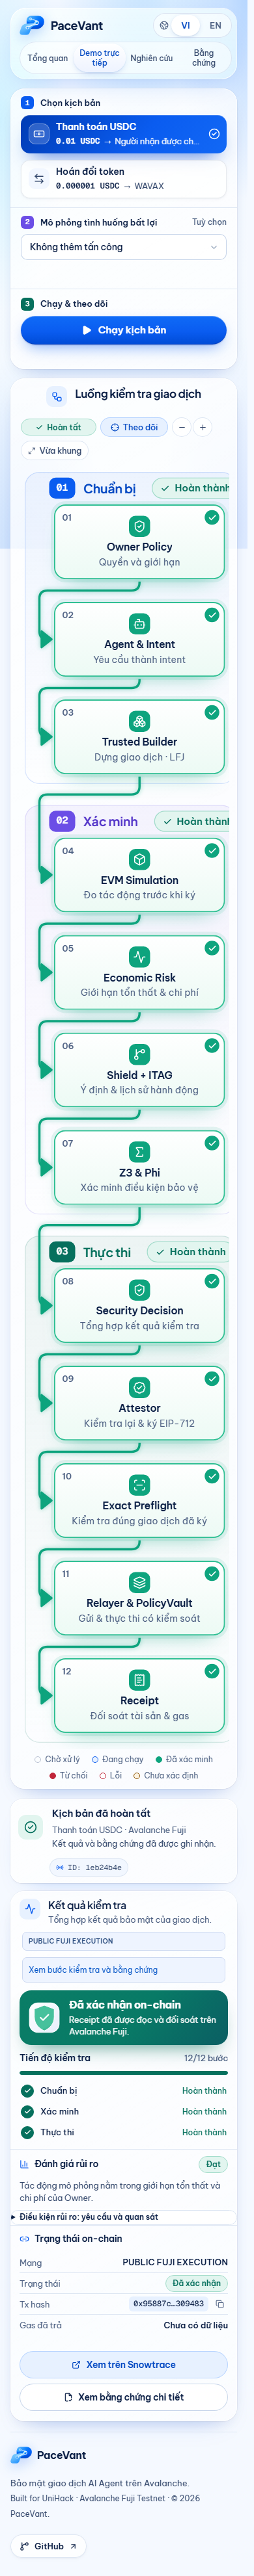 PaceVant
VI
EN
Tổng quan
Demo trực tiếp
Nghiên cứu
Bằng chứng
1 Chọn kịch bản
Thanh toán USDC
0.01 USDC → Người nhận được ch...
Hoán đổi token
0.000001 USDC → WAVAX
2 Mô phỏng tình huống bất lợi
Tuỳ chọn
Không thêm tấn công
3 Chạy & theo dõi
Chạy kịch bản
Luồng kiểm tra giao dịch
Hoàn tất
Theo dõi
Vừa khung
01 Chuẩn bị
Hoàn thành
01
Owner Policy
Quyền và giới hạn
02
Agent & Intent
Yêu cầu thành intent
03
Trusted Builder
Dựng giao dịch · LFJ
02 Xác minh
Hoàn thành
04
EVM Simulation
Đo tác động trước khi ký
05
Economic Risk
Giới hạn tổn thất & chi phí
06
Shield + ITAG
Ý định & lịch sử hành động
07
Z3 & Phi
Xác minh điều kiện bảo vệ
03 Thực thi
Hoàn thành
08
Security Decision
Tổng hợp kết quả kiểm tra
09
Attestor
Kiểm tra lại & ký EIP-712
10
Exact Preflight
Kiểm tra đúng giao dịch đã ký
11
Relayer & PolicyVault
Gửi & thực thi có kiểm soát
12
Receipt
Đối soát tài sản & gas
Chờ xử lý
Đang chạy
Đã xác minh
Từ chối
Lỗi
Chưa xác định
Kịch bản đã hoàn tất
Thanh toán USDC · Avalanche Fuji
Kết quả và bằng chứng đã được ghi nhận.
ID: 1eb24b4e
Kết quả kiểm tra
Tổng hợp kết quả bảo mật của giao dịch.
PUBLIC FUJI EXECUTION
Xem bước kiểm tra và bằng chứng
Đã xác nhận on-chain
Receipt đã được đọc và đối soát trên
Avalanche Fuji.
Tiến độ kiểm tra
12/12 bước
Chuẩn bị
Hoàn thành
Xác minh
Hoàn thành
Thực thi
Hoàn thành
Đánh giá rủi ro
Đạt
Tác động mô phỏng nằm trong giới hạn tổn thất và
chi phí của Owner.
Điều kiện rủi ro: yêu cầu và quan sát
Trạng thái on-chain
Mạng
PUBLIC FUJI EXECUTION
Trạng thái
Đã xác nhận
Tx hash
0x95887c…309483
Gas đã trả
Chưa có dữ liệu
Xem trên Snowtrace
Xem bằng chứng chi tiết
PaceVant
Bảo mật giao dịch AI Agent trên Avalanche.
Built for UniHack · Avalanche Fuji Testnet · © 2026
PaceVant.
GitHub